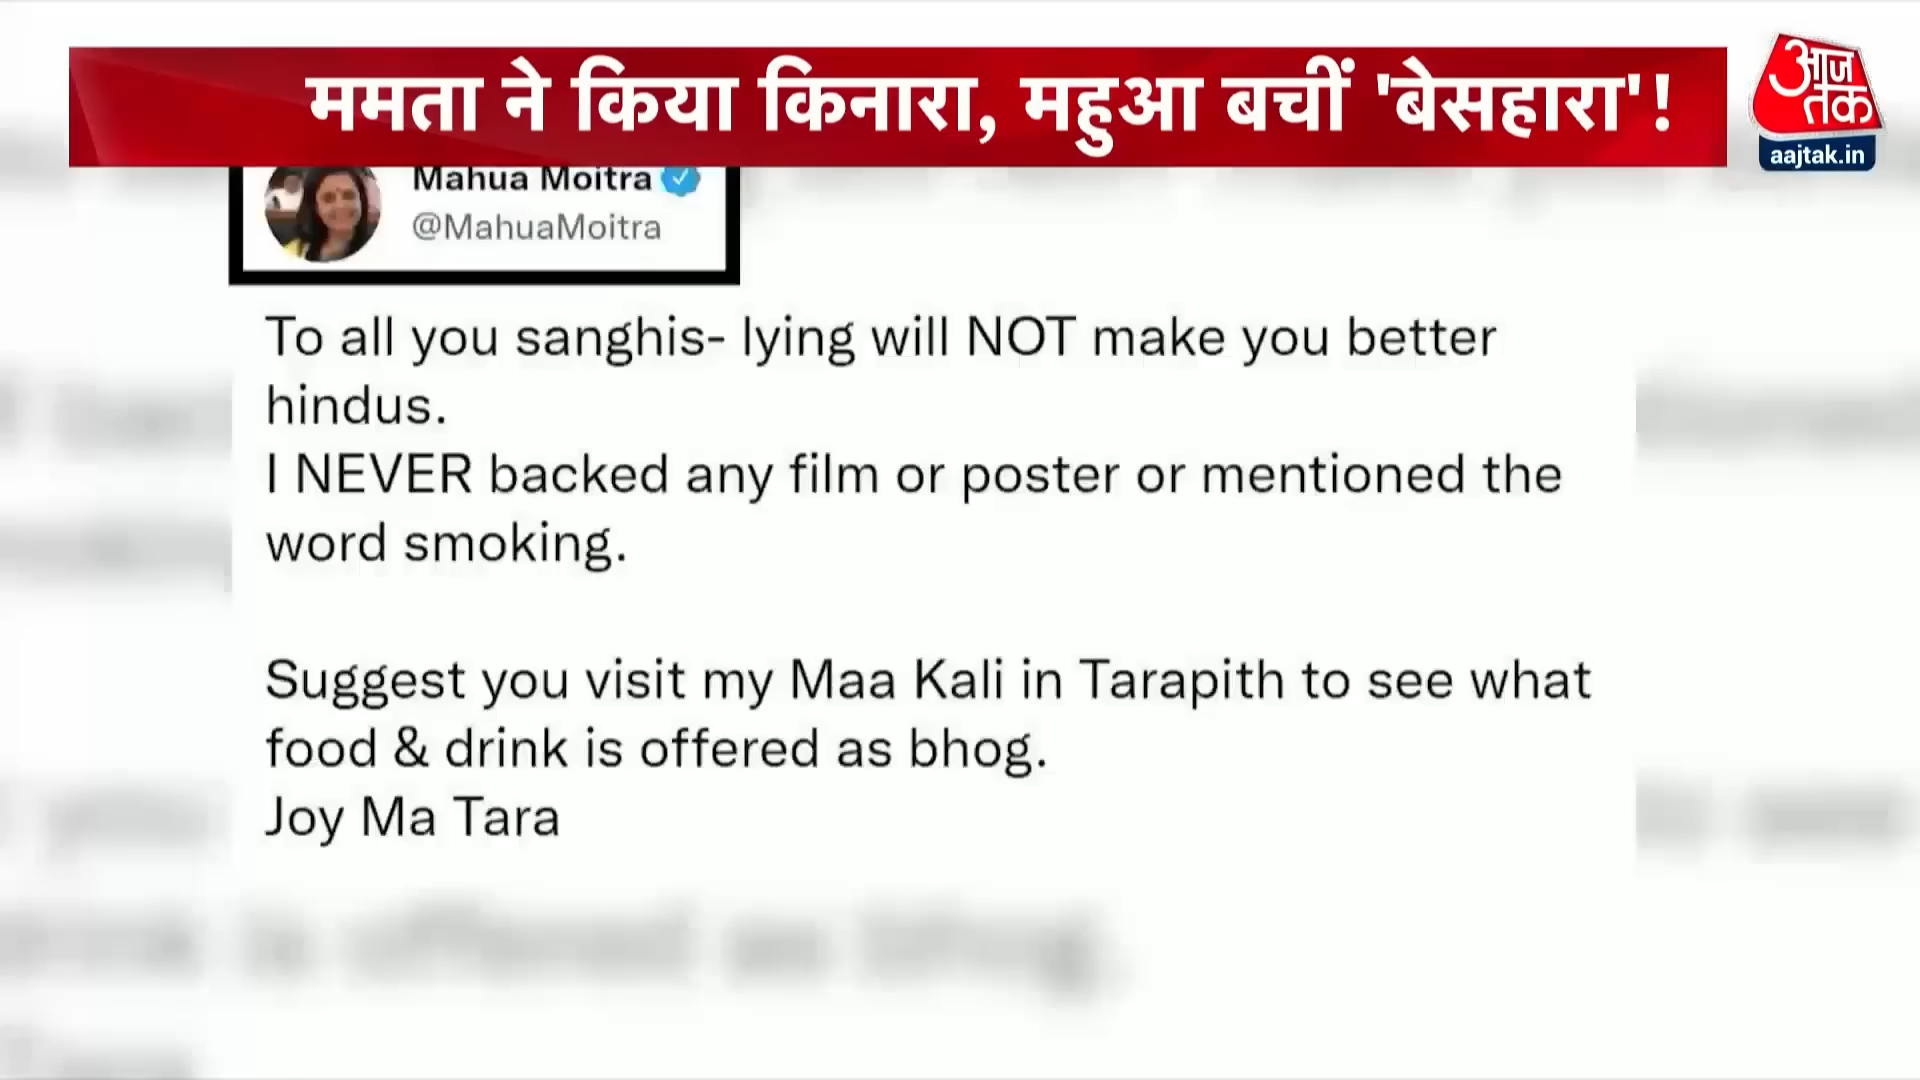 ममता ने किया किनारा, महुआ बचीं 'बेसहारा'!
आज
तक
aajtak.in
Mahua Moitra
@MahuaMoitra
To all you sanghis- lying will NOT make you better
hindus.
I NEVER backed any film or poster or mentioned the
word smoking.
Suggest you visit my Maa Kali in Tarapith to see what
food & drink is offered as bhog.
Joy Ma Tara